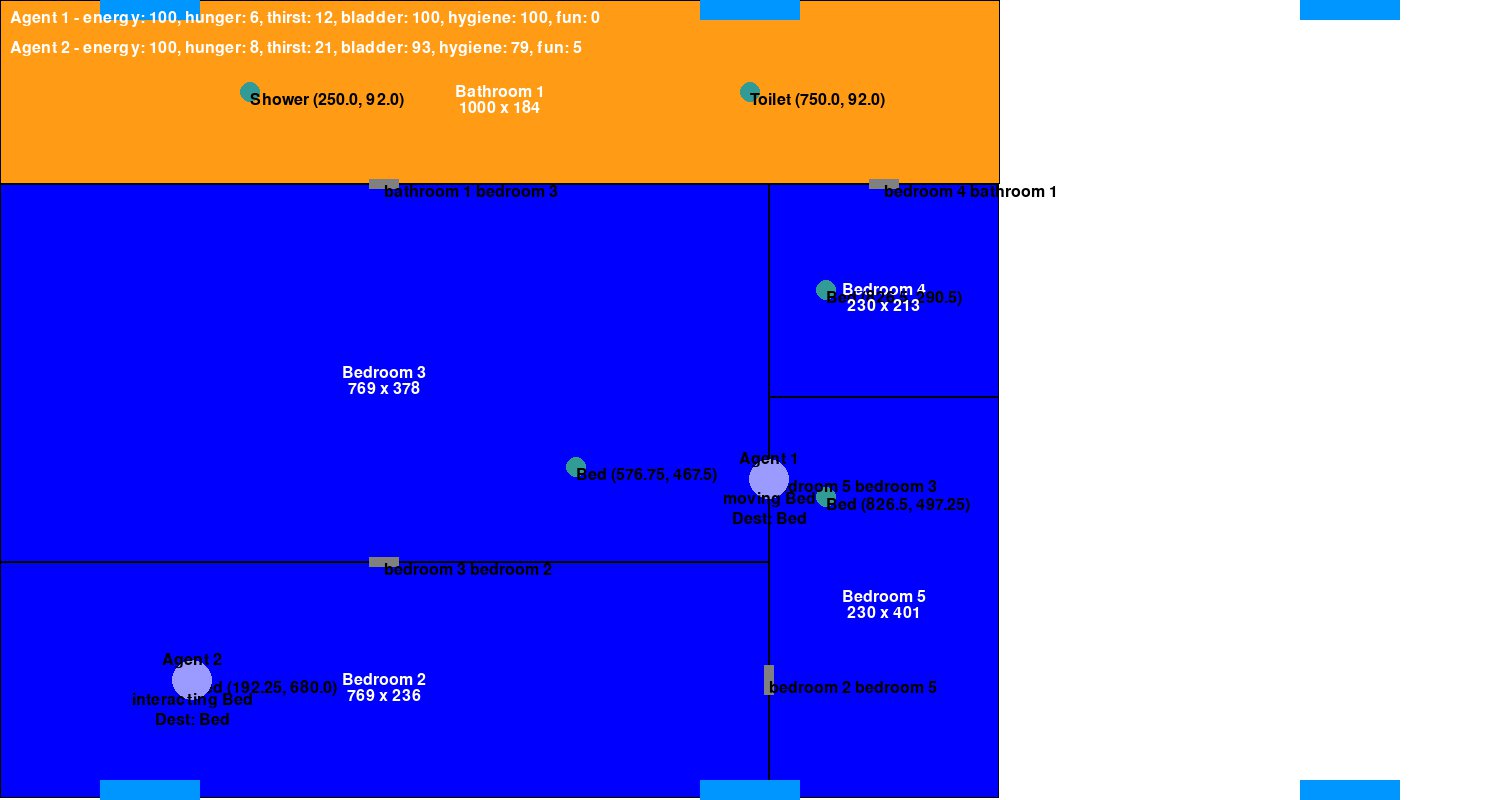 Agent 1 - energy: 100, hunger: 6, thirst: 12, bladder: 100, hygiene: 100, fun: 0
Agent 2 - energy: 100, hunger: 8, thirst: 21, bladder: 93, hygiene: 79, fun: 5
Shower (250.0, 92.0)
Bathroom 1
1000 x 184
Toilet (750.0, 92.0)
bathroom 1 bedroom 3
bedroom 4 bathroom 1
Bedroom 4
230 x 213
Bed 290.5)
Bedroom 3
769 x 378
Agent 1
Bed (576.75, 467.5)
5 bedroom 3
moving Bed
Bed (826.5, 497.25)
Dest: Bed
bedroom 3 bedroom 2
Bedroom 5
230 x 401
Agent 2
(192.25, 680.0)
Bedroom 2
769 x 236
bedroom 2 bedroom 5
interacting Bed
Dest: Bed